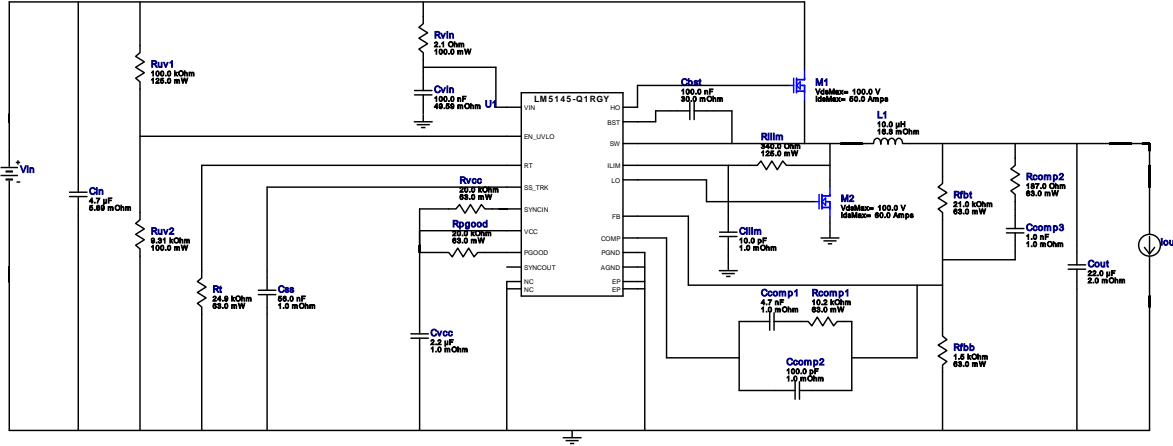 Vin
Cin
4.7 µF
5.69 mOhm
Ruv1
100.0 kOhm
125.0 mW
Ruv2
9.31 kOhm
100.0 mW
Rt
24.9 kOhm
63.0 mW
Css
56.0 nF
1.0 mOhm
Rvin
2.1 Ohm
100.0 mW
Cvin
100.0 nF
49.59 mOhm
Rvcc
20.0 kOhm
63.0 mW
Rpgood
20.0 kOhm
63.0 mW
Cvcc
2.2 µF
1.0 mOhm
U1
LM5145-Q1RGY
VIN
EN_UVLO
RT
SS_TRK
SYNCIN
VCC
PGOOD
SYNCOUT
NC
NC
HO
BST
SW
ILIM
LO
FB
COMP
PGND
AGND
EP
EP
Cbst
100.0 nF
30.0 mOhm
M1
VdsMax= 100.0 V
IdsMax= 50.0 Amps
Rilim
340.0 Ohm
125.0 mW
L1
10.0 µH
16.8 mOhm
M2
VdsMax= 100.0 V
IdsMax= 60.0 Amps
Cilim
10.0 pF
1.0 mOhm
Ccomp1
4.7 nF
1.0 mOhm
Rcomp1
10.2 kOhm
63.0 mW
Ccomp2
100.0 pF
1.0 mOhm
Rfbt
21.0 kOhm
63.0 mW
Rfbb
1.5 kOhm
63.0 mW
Rcomp2
187.0 Ohm
63.0 mW
Ccomp3
1.0 nF
1.0 mOhm
Cout
22.0 µF
2.0 mOhm